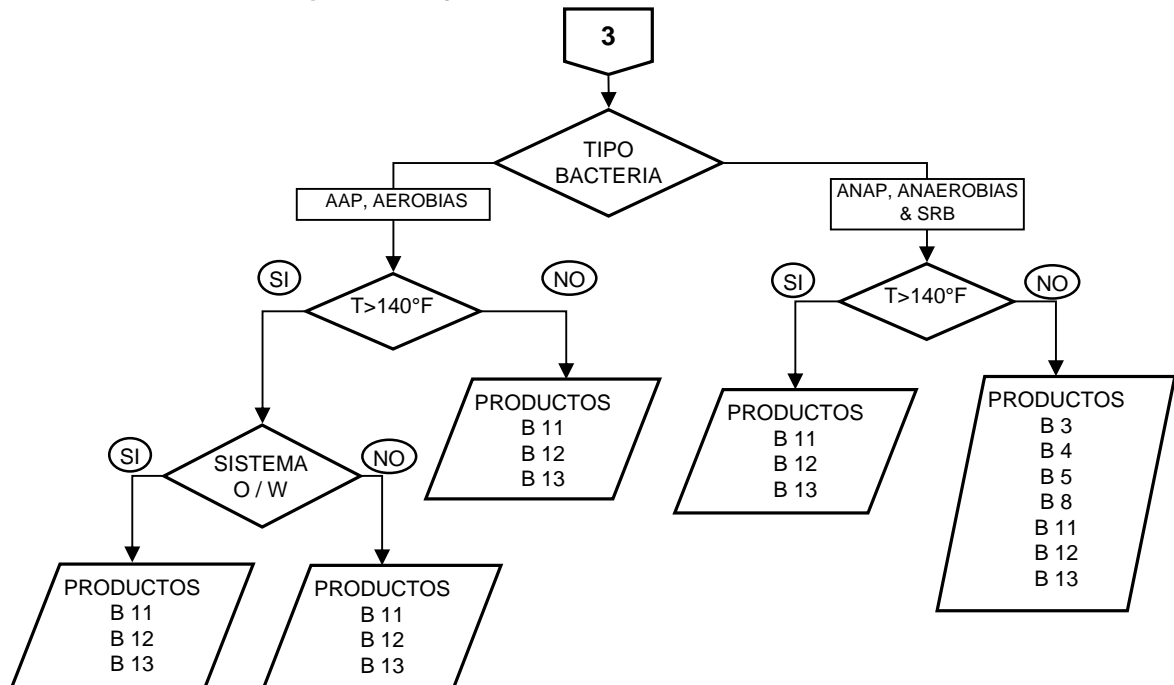 3
TIPO
BACTERIA
AAP, AEROBIAS
ANAP, ANAEROBIAS
& SRB
SI
T>140°F
NO
SI
T>140°F
NO
PRODUCTOS
B 11
B 12
B 13
PRODUCTOS
B 11
B 12
B 13
PRODUCTOS
B 3
B 4
B 5
B 8
B 11
B 12
B 13
SI
SISTEMA
O / W
NO
PRODUCTOS
B 11
B 12
B 13
PRODUCTOS
B 11
B 12
B 13